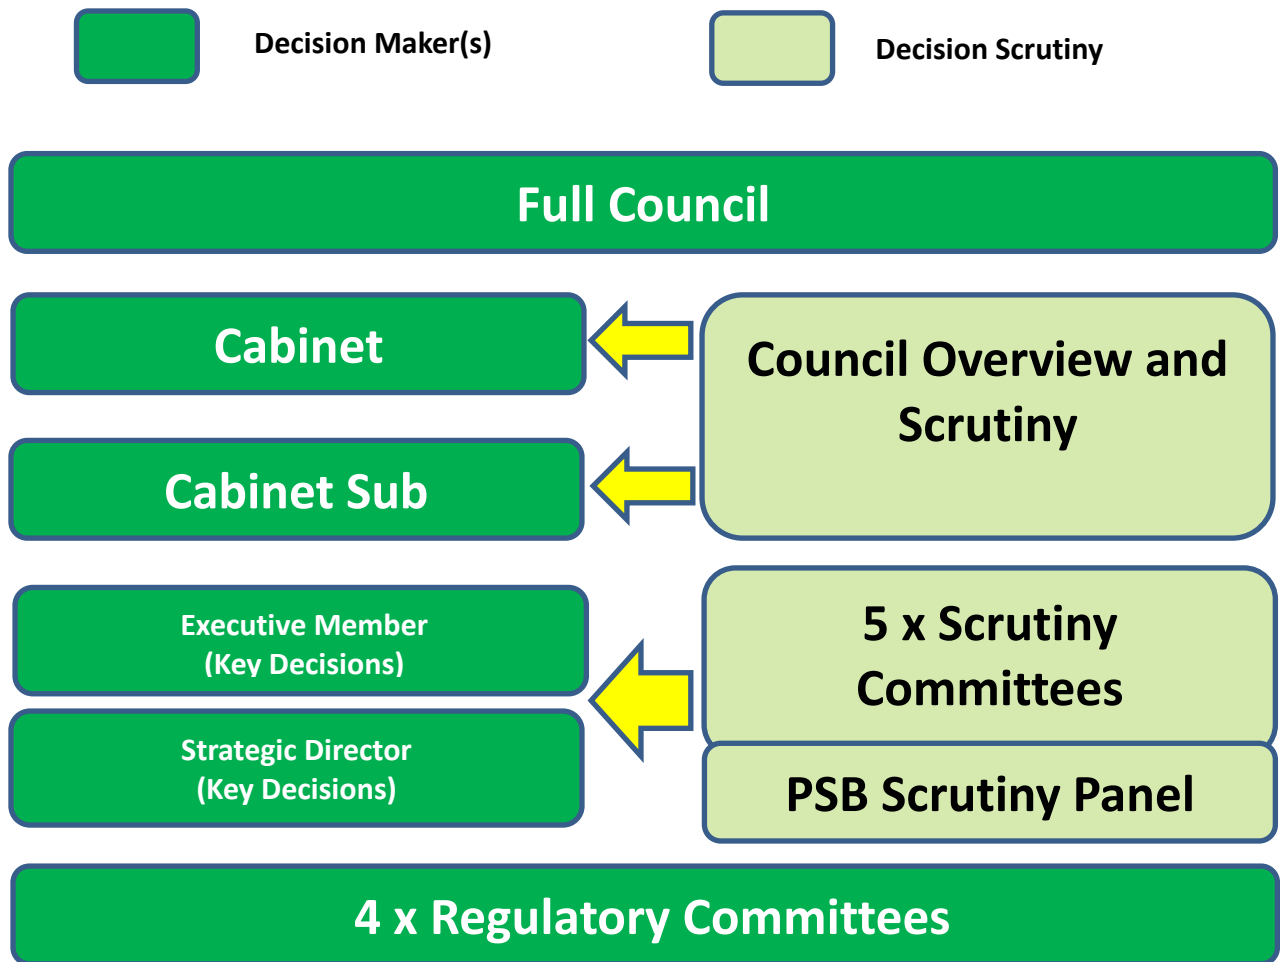 Decision Maker(s)
Decision Scrutiny
Full Council
Cabinet
Council Overview and
Scrutiny
Cabinet Sub
Executive Member
(Key Decisions)
5 x Scrutiny
Committees
Strategic Director
(Key Decisions)
PSB Scrutiny Panel
4 x Regulatory Committees